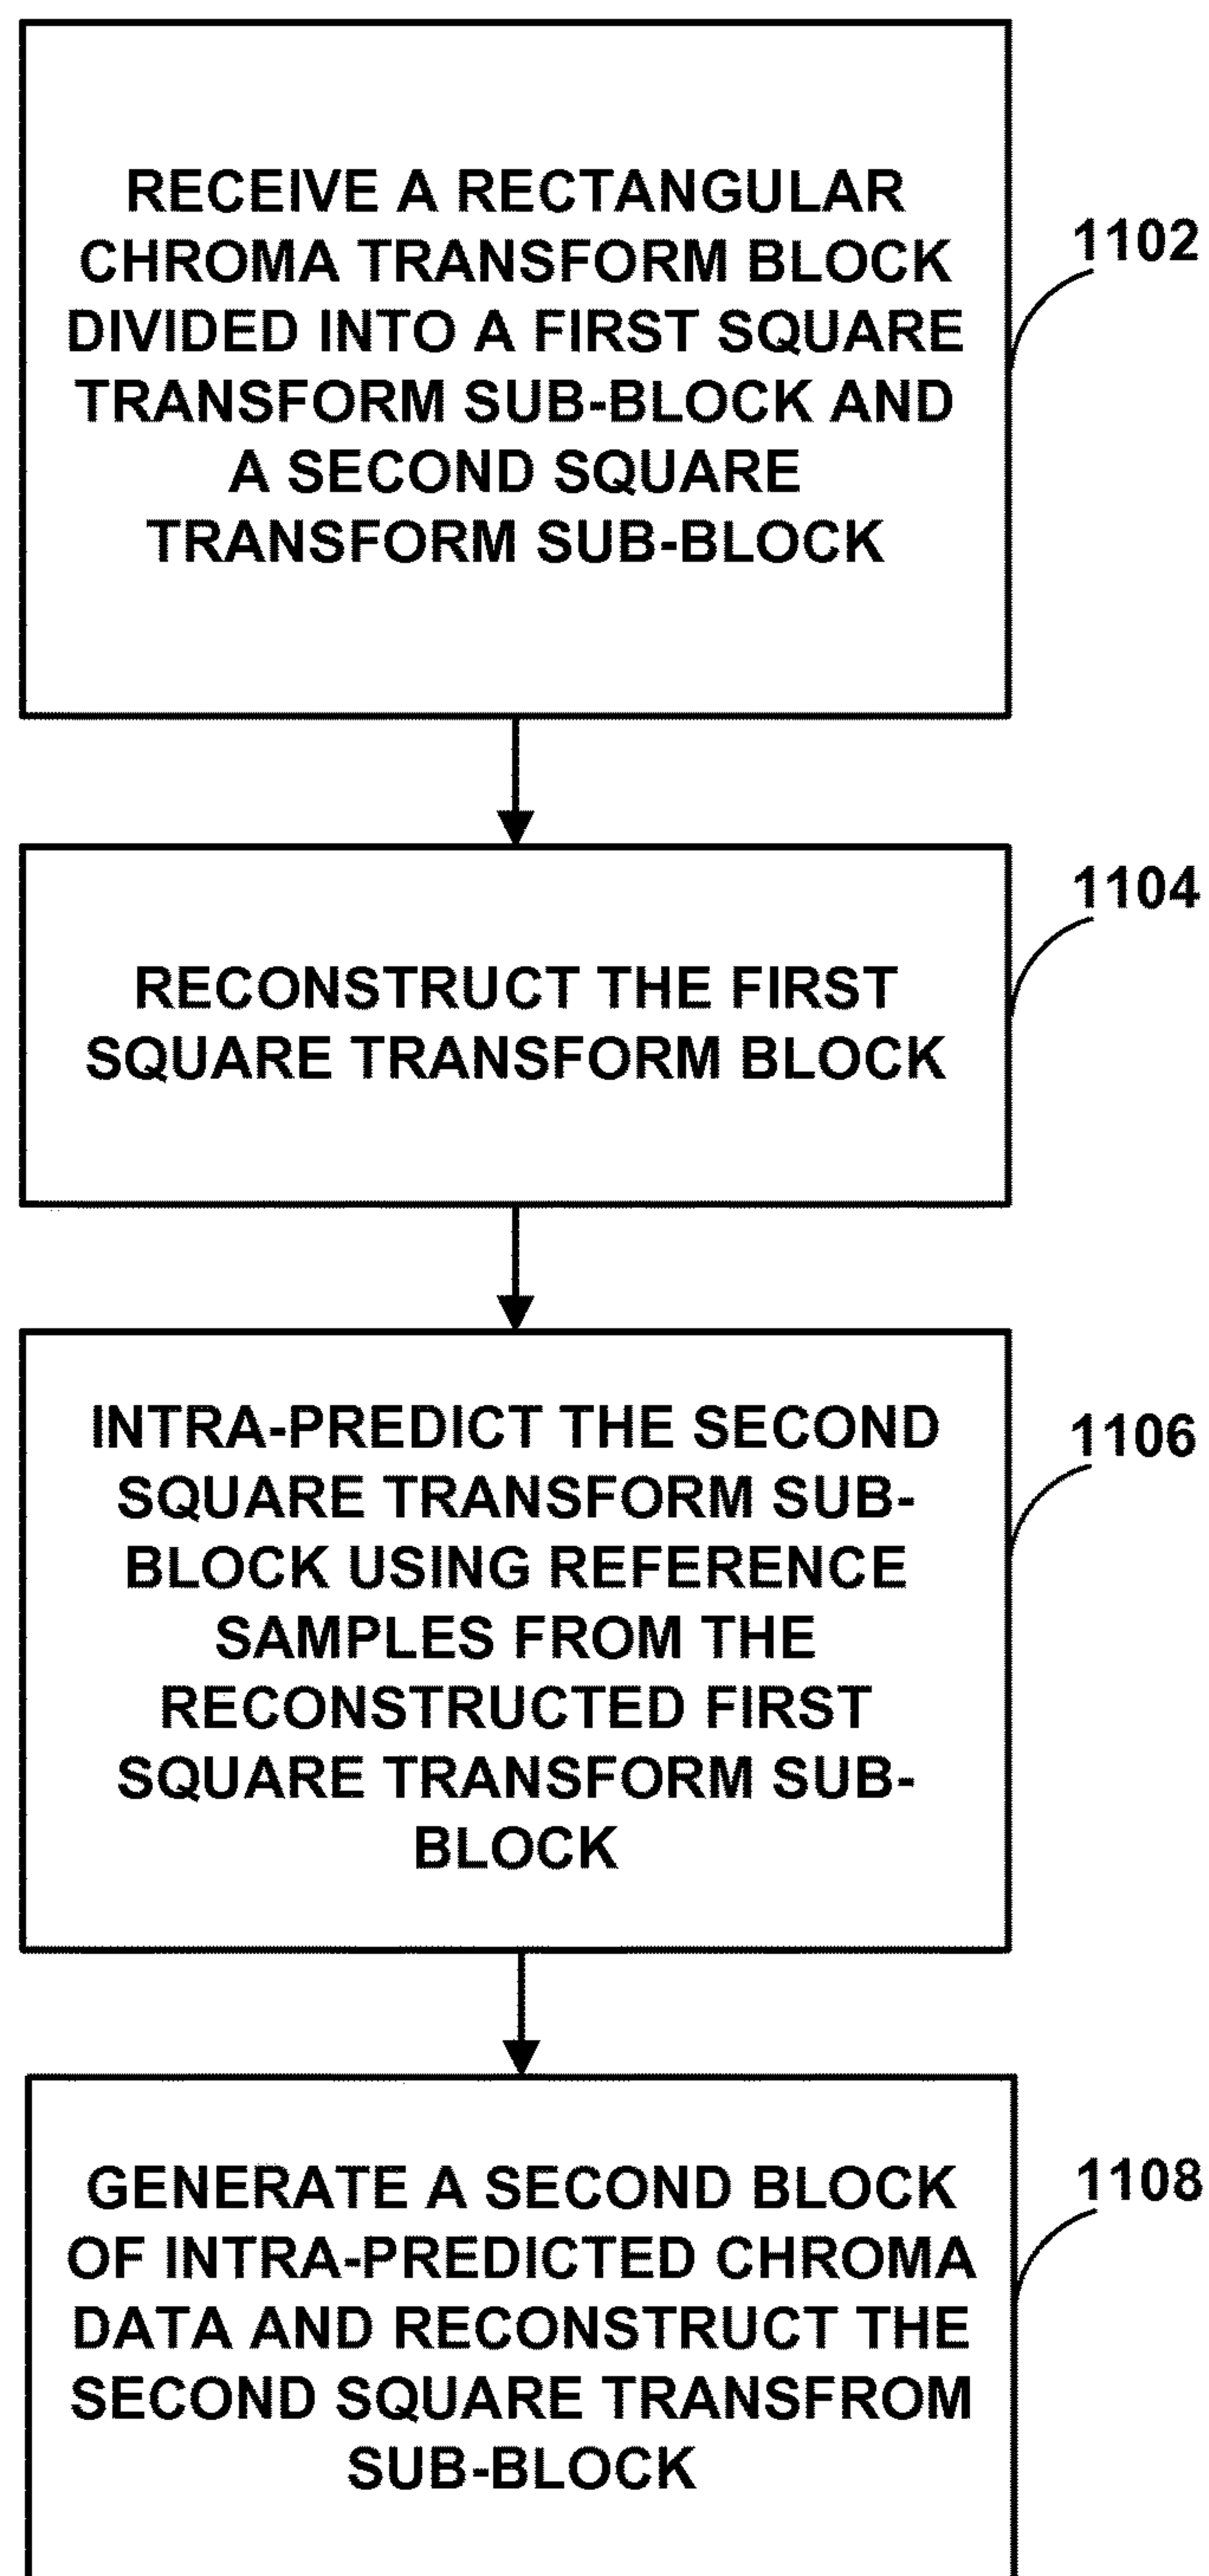 RECEIVE A RECTANGULAR
CHROMA TRANSFORM BLOCK
DIVIDED INTO A FIRST SQUARE
TRANSFORM SUB-BLOCK AND
A SECOND SQUARE
TRANSFORM SUB-BLOCK
1102
RECONSTRUCT THE FIRST
SQUARE TRANSFORM BLOCK
1104
INTRA-PREDICT THE SECOND
SQUARE TRANSFORM SUB-
BLOCK USING REFERENCE
SAMPLES FROM THE
RECONSTRUCTED FIRST
SQUARE TRANSFORM SUB-
BLOCK
1106
GENERATE A SECOND BLOCK
OF INTRA-PREDICTED CHROMA
DATA AND RECONSTRUCT THE
SECOND SQUARE TRANSFROM
SUB-BLOCK
1108